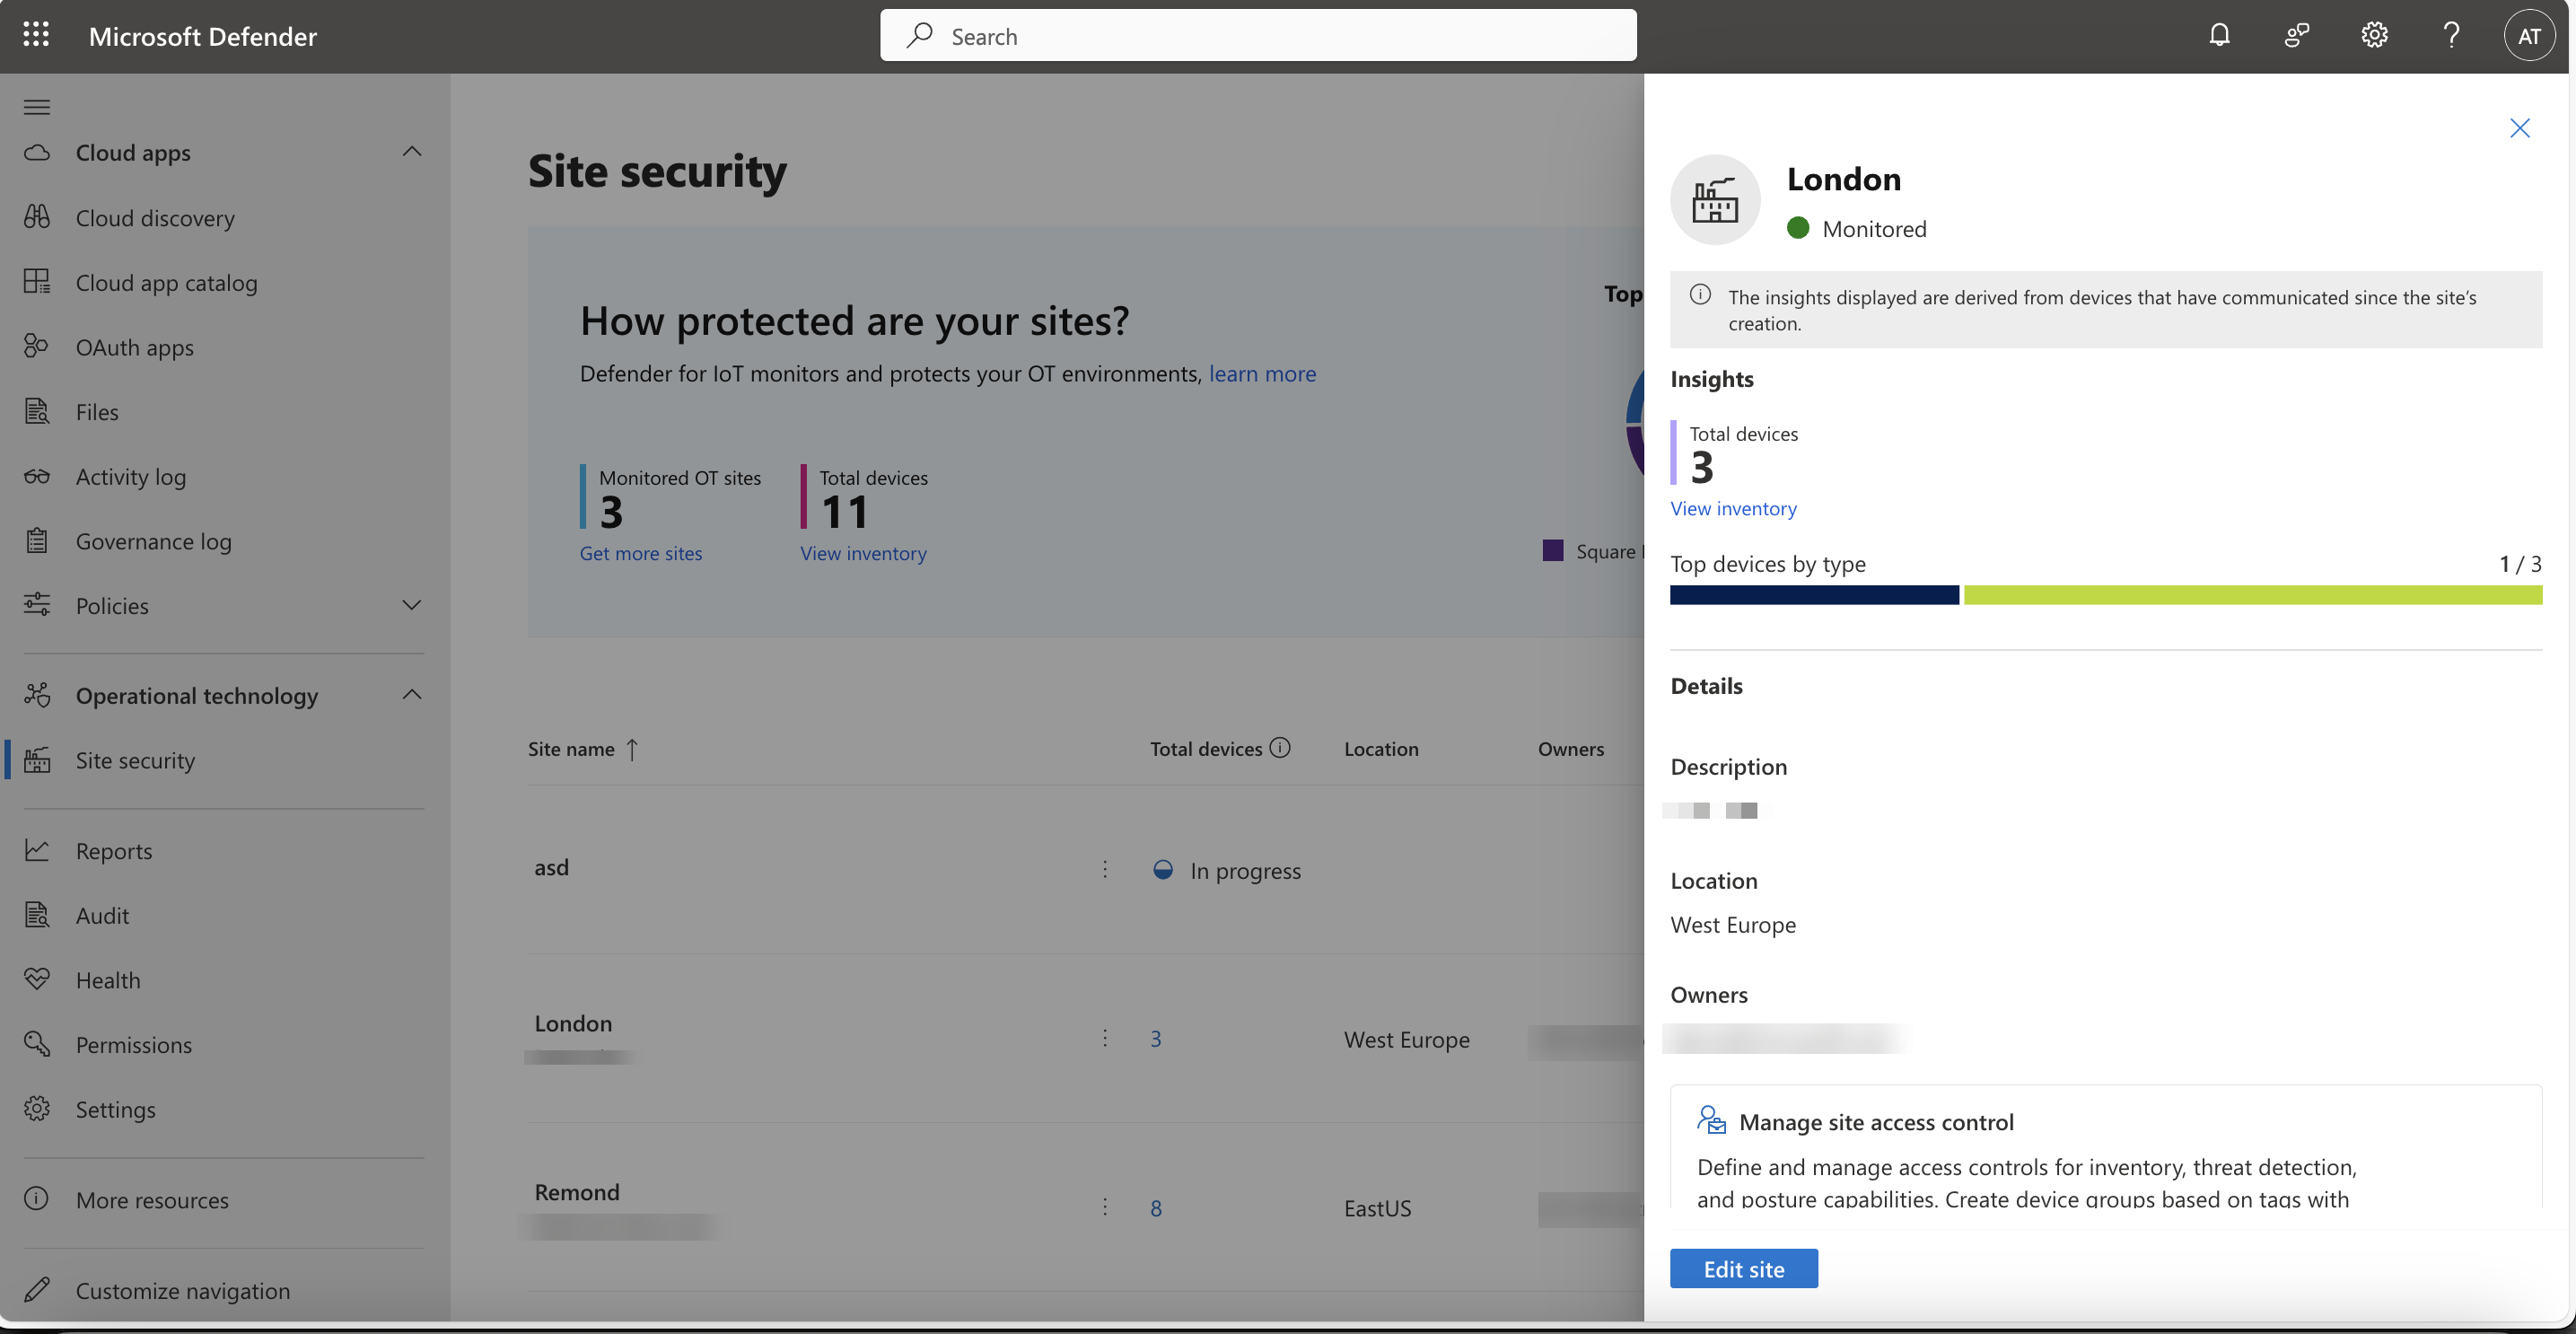 Microsoft Defender
Search
AT
Cloud apps
Cloud discovery
Cloud app catalog
OAuth apps
Files
Activity log
Governance log
Policies
Operational technology
Site security
Reports
Audit
Health
Permissions
Settings
More resources
Customize navigation
Site security
How protected are your sites?
Defender for IoT monitors and protects your OT environments, learn more
Monitored OT sites
3
Get more sites
Total devices
11
View inventory
Top
Square
Site name ↑ Total devices Location Owners
asd In progress
London 3 West Europe
Remond 8 EastUS
London
Monitored
The insights displayed are derived from devices that have communicated since the site's
creation.
Insights
Total devices
3
View inventory
Top devices by type 1 / 3
Details
Description
Location
West Europe
Owners
Manage site access control
Define and manage access controls for inventory, threat detection,
and posture capabilities. Create device groups based on tags with
Edit site